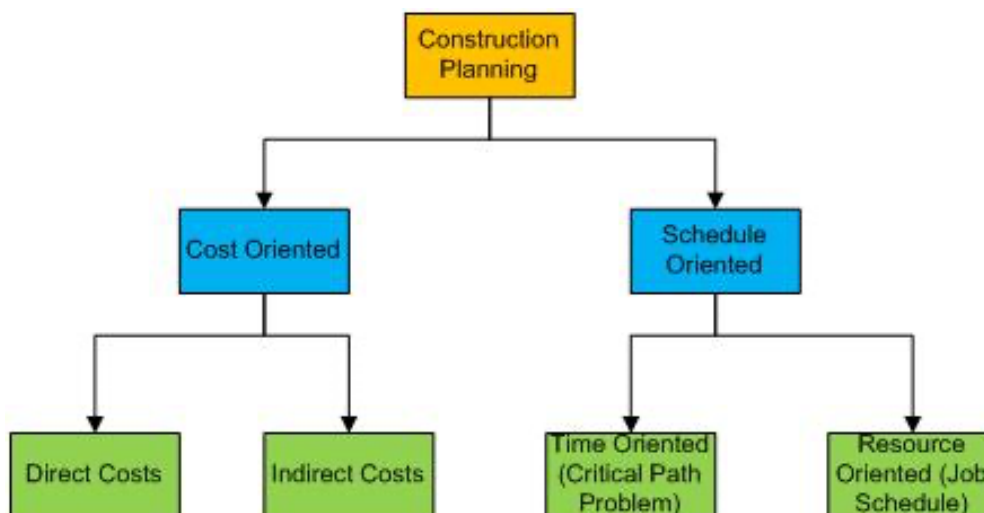 Construction
Planning
Cost Oriented
Schedule
Oriented
Direct Costs
Indirect Costs
Time Oriented
(Critical Path
Problem)
Resource
Oriented (Job
Schedule)